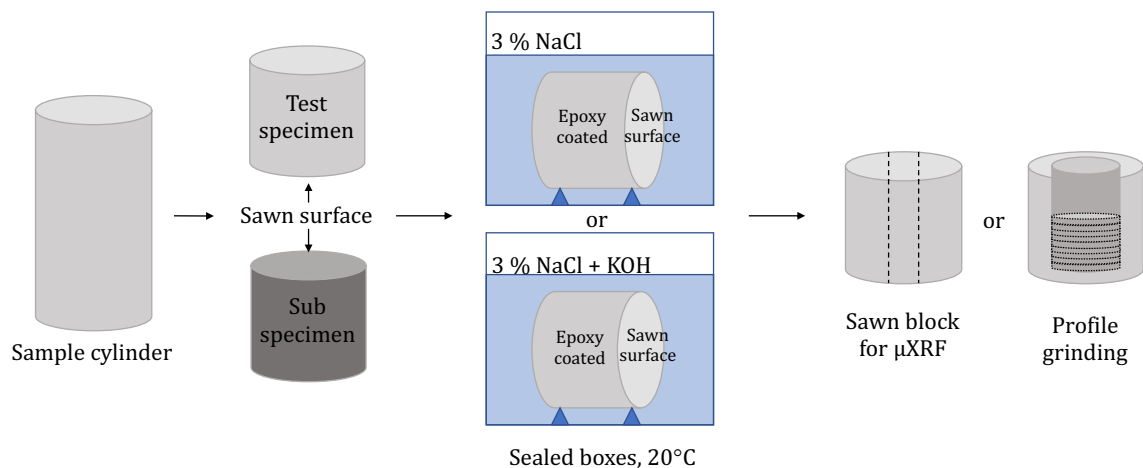 Sample cylinder
Test
specimen
Sawn surface
Sub
specimen
3 % NaCl
Epoxy
coated
Sawn
surface
or
3 % NaCl + KOH
Epoxy
coated
Sawn
surface
Sealed boxes, 20°C
Sawn block
for µXRF
or
Profile
grinding